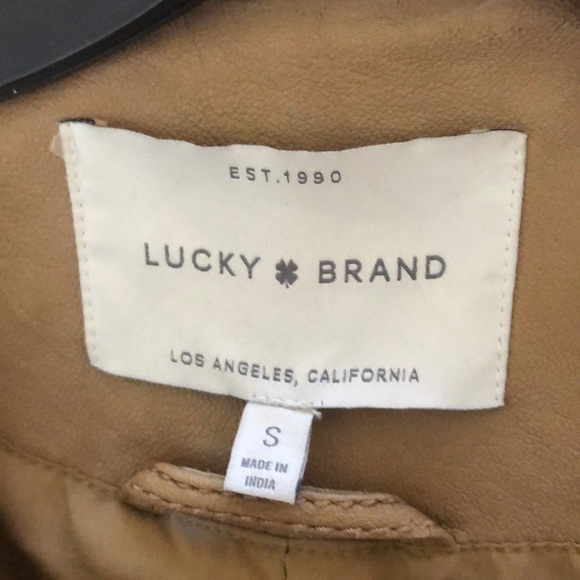 EST.1990
LUCKY BRAND
LOS ANGELES, CALIFORNIA
S
MADE IN
INDIA